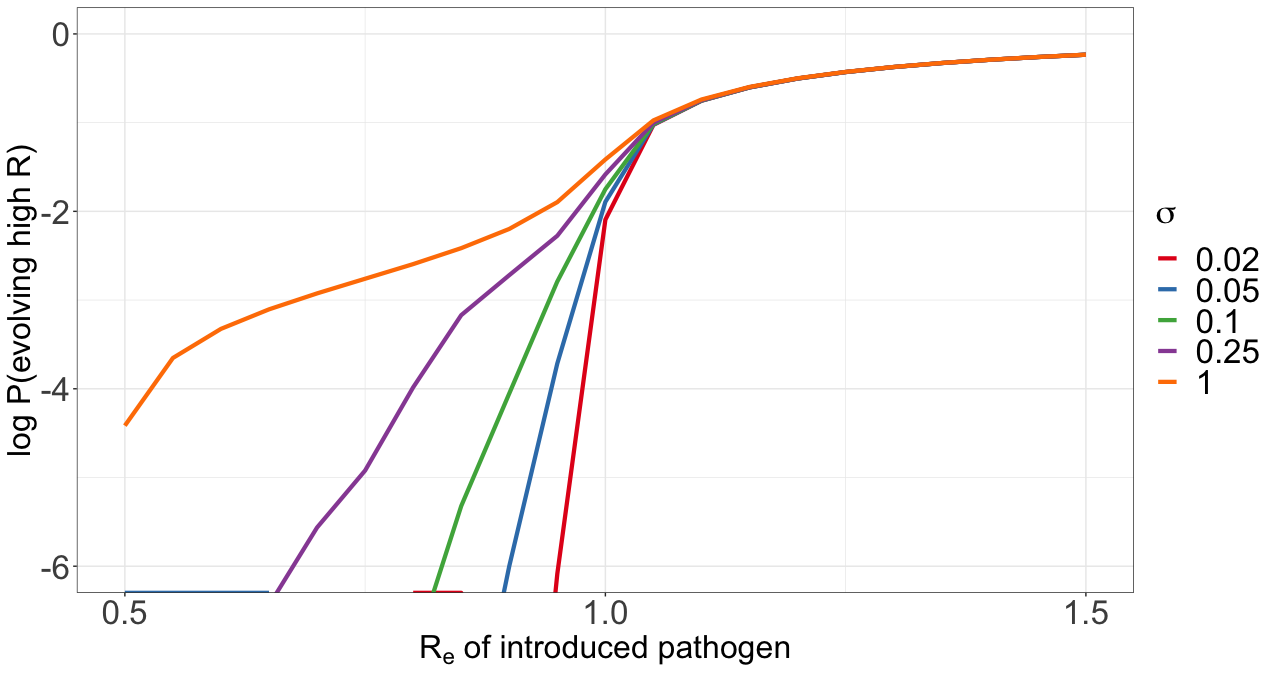 log P(evolving high R)
0
-2
-4
-6
0.5 1.0 1.5
Rₑ of introduced pathogen
σ
0.02
0.05
0.1
0.25
1